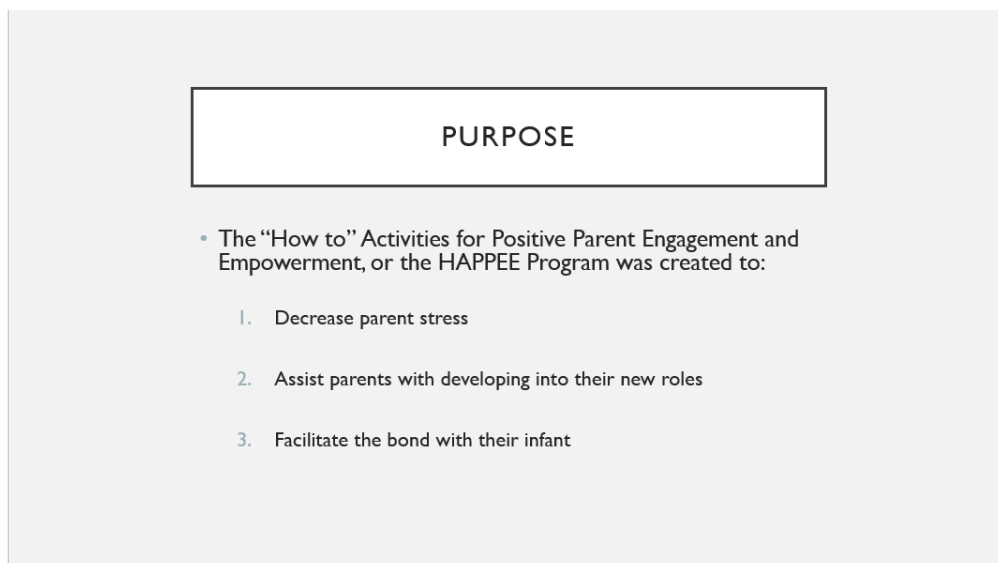 PURPOSE
• The “How to” Activities for Positive Parent Engagement and
Empowerment, or the HAPPEE Program was created to:
1. Decrease parent stress
2. Assist parents with developing into their new roles
3. Facilitate the bond with their infant